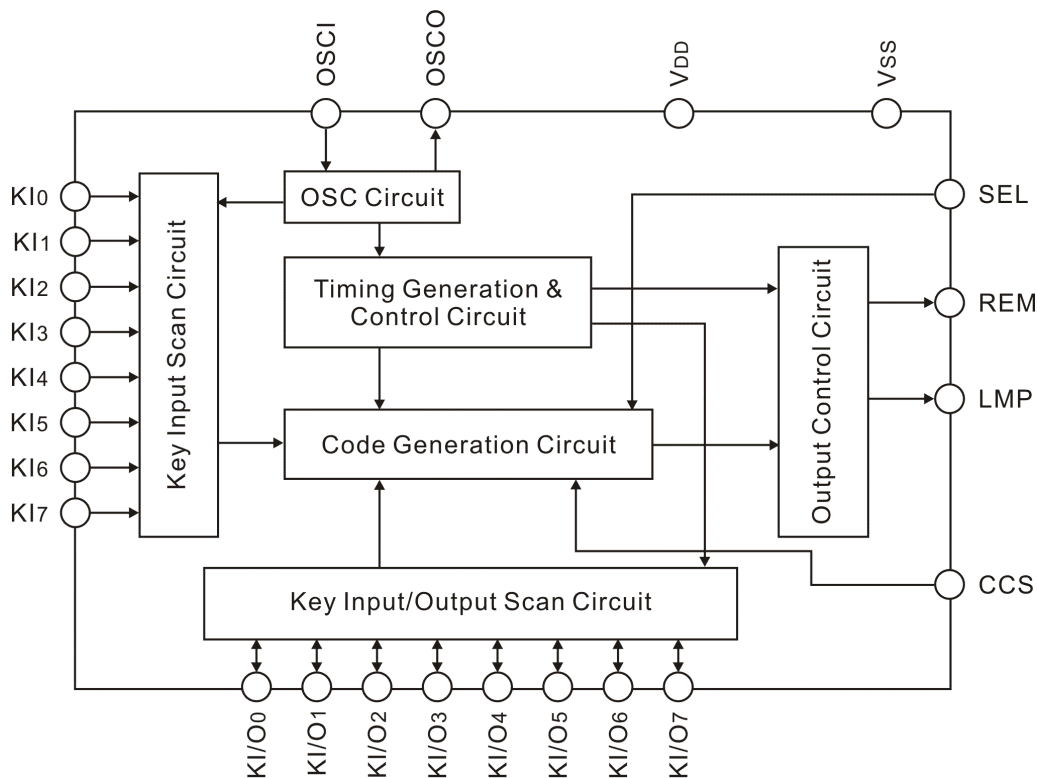 OSCI
OSCO
VDD
VSS
KI0
KI1
KI2
KI3
KI4
KI5
KI6
KI7
Key Input Scan Circuit
OSC Circuit
Timing Generation &
Control Circuit
Code Generation Circuit
Output Control Circuit
SEL
REM
LMP
CCS
Key Input/Output Scan Circuit
KI/O0
KI/O1
KI/O2
KI/O3
KI/O4
KI/O5
KI/O6
KI/O7